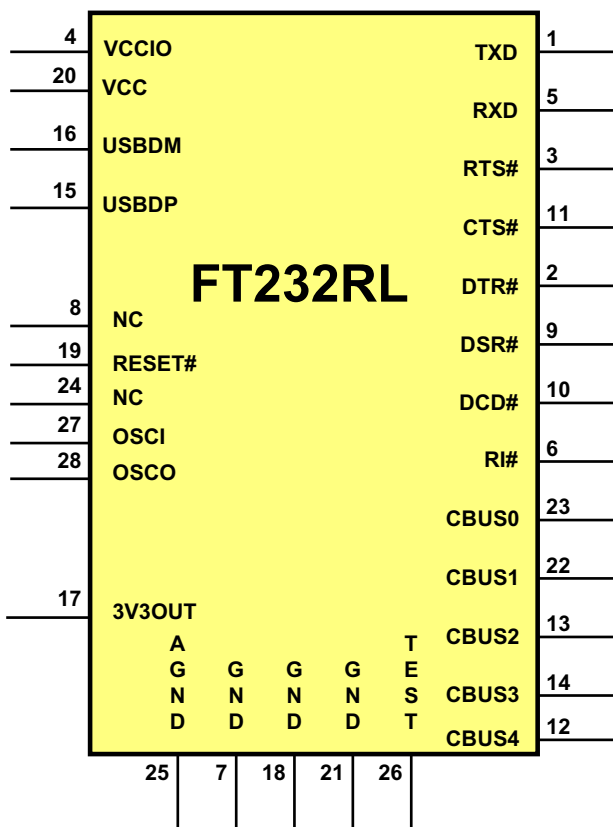 4 VCCIO TXD 1
20 VCC
RXD 5
16 USBDM
RTS# 3
15 USBDP
CTS# 11
FT232RL
DTR# 2
8 NC
DSR# 9
19 RESET#
24 NC
DCD# 10
27 OSCI
28 OSCO
RI# 6
CBUS0 23
CBUS1 22
17 3V3OUT
CBUS2 13
AGND GND GND GND TEST
CBUS3 14
CBUS4 12
25 7 18 21 26